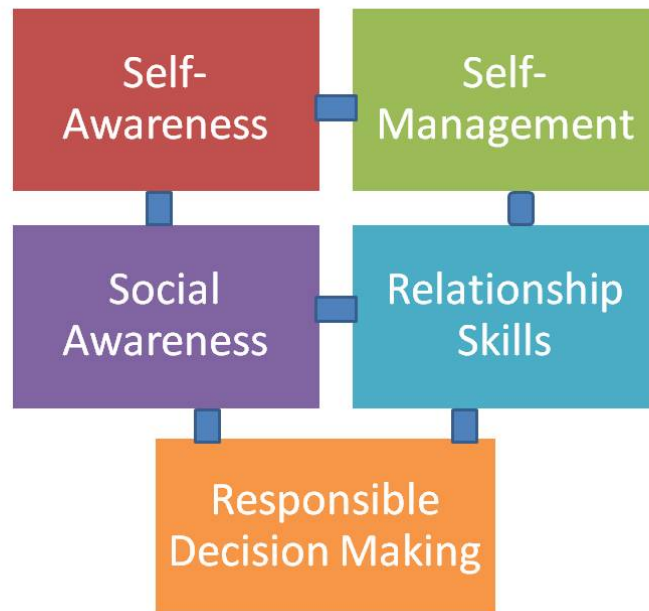 Self-
Awareness
Self-
Management
Social
Awareness
Relationship
Skills
Responsible
Decision Making